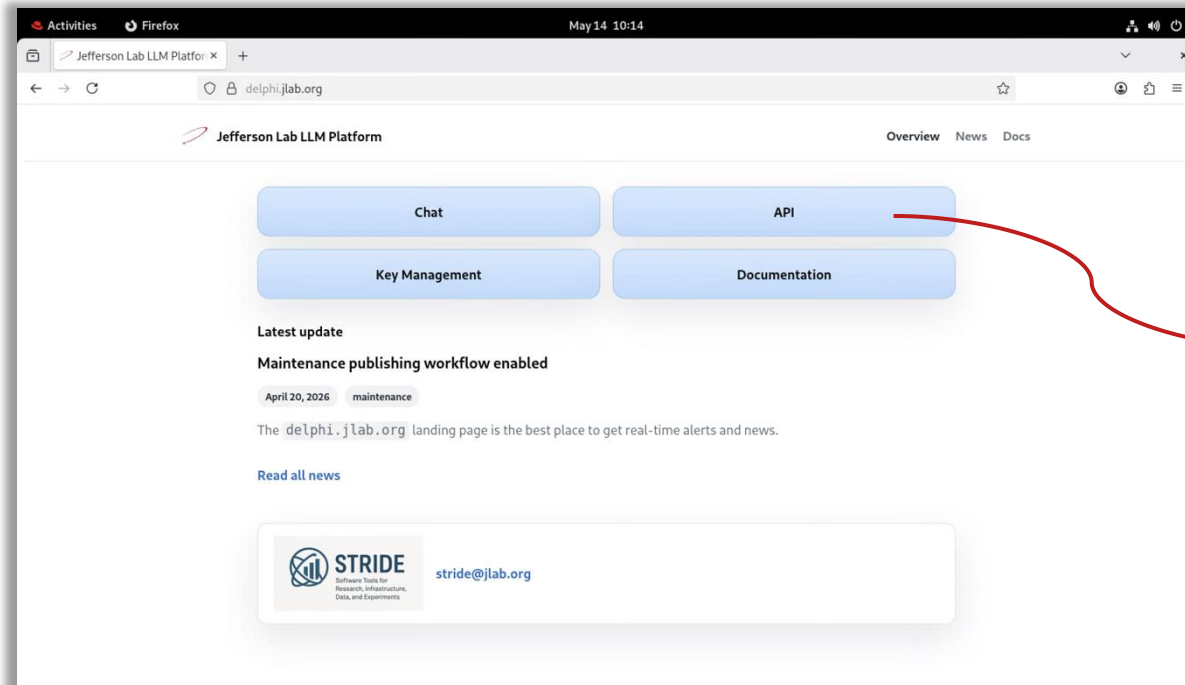 Activities Firefox May 14 10:14
Jefferson Lab LLM Platfor
delphi.jlab.org
Jefferson Lab LLM Platform Overview News Docs
Chat API
Key Management Documentation
Latest update
Maintenance publishing workflow enabled
April 20, 2026 maintenance
The delphi.jlab.org landing page is the best place to get real-time alerts and news.
Read all news
STRIDE
Software Tools for
Research, Infrastructure,
Data, and Experiments
stride@jlab.org